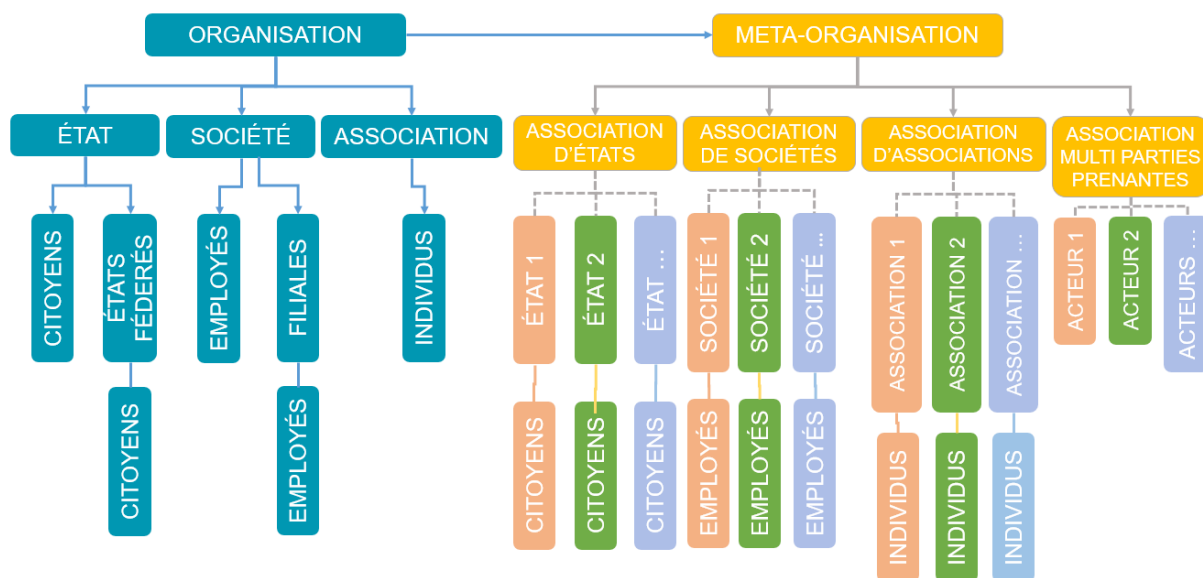 ORGANISATION
META-ORGANISATION
ÉTAT
SOCIÉTÉ
ASSOCIATION
ASSOCIATION
D'ÉTATS
ASSOCIATION
DE SOCIÉTÉS
ASSOCIATION
D'ASSOCIATIONS
ASSOCIATION
MULTI PARTIES
PRENANTES
CITOYENS
ÉTATS
FÉDERÉS
EMPLOYÉS
FILIALES
INDIVIDUS
ÉTAT 1
ÉTAT 2
ÉTAT ...
SOCIÉTÉ 1
SOCIÉTÉ 2
SOCIÉTÉ ...
ASSOCIATION 1
ASSOCIATION 2
ASSOCIATION ...
ACTEUR 1
ACTEUR 2
ACTEURS ...
CITOYENS
EMPLOYÉS
CITOYENS
CITOYENS
CITOYENS
EMPLOYÉS
EMPLOYÉS
EMPLOYÉS
INDIVIDUS
INDIVIDUS
INDIVIDUS